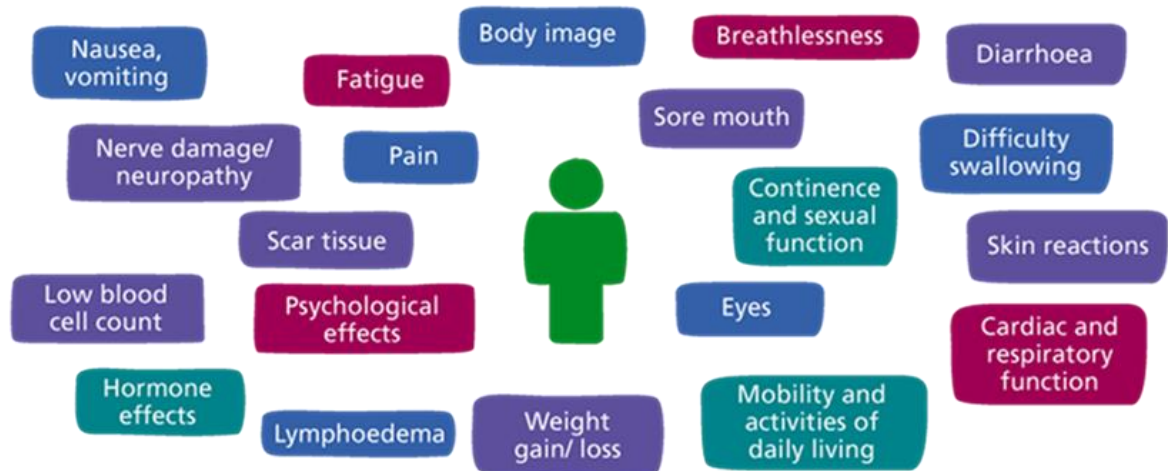 Nausea,
vomiting
Fatigue
Body image
Breathlessness
Diarrhoea
Nerve damage/
neuropathy
Pain
Sore mouth
Difficulty
swallowing
Scar tissue
Continence
and sexual
function
Skin reactions
Low blood
cell count
Psychological
effects
Eyes
Cardiac and
respiratory
function
Hormone
effects
Lymphoedema
Weight
gain/ loss
Mobility and
activities of
daily living